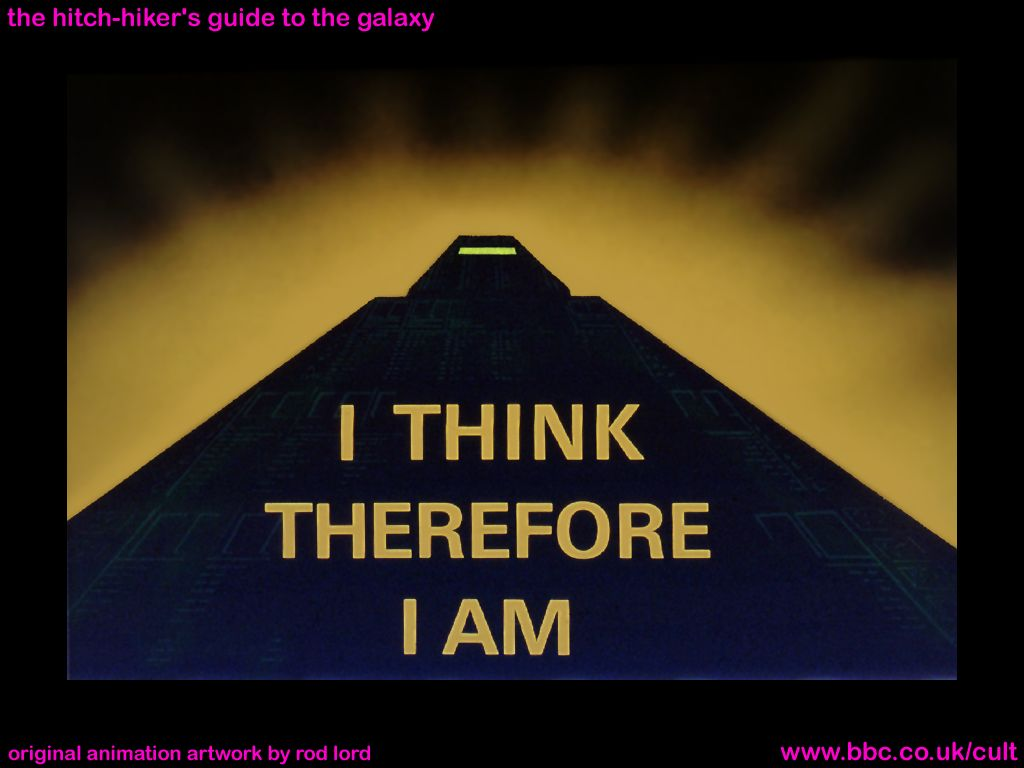 the hitch-hiker's guide to the galaxy
I THINK
THEREFORE
I AM
original animation artwork by rod lord
www.bbc.co.uk/cult